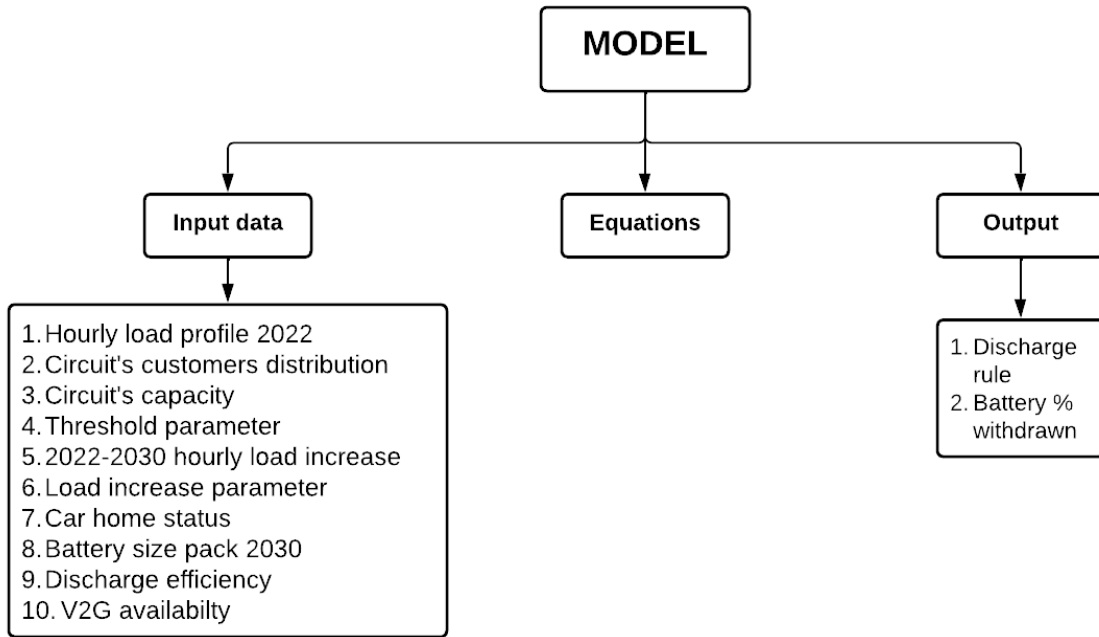 MODEL
Input data
Equations
Output
1. Hourly load profile 2022
2. Circuit's customers distribution
3. Circuit's capacity
4. Threshold parameter
5. 2022-2030 hourly load increase
6. Load increase parameter
7. Car home status
8. Battery size pack 2030
9. Discharge efficiency
10. V2G availabilty
1. Discharge
rule
2. Battery %
withdrawn